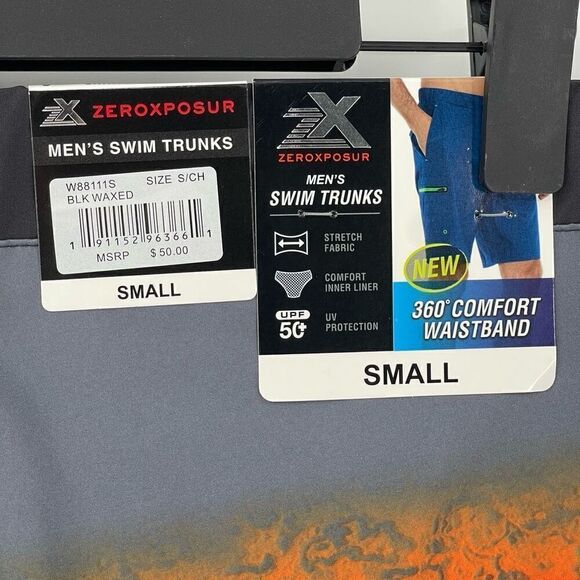 ZEROXPOSUR
MEN'S SWIM TRUNKS
W88111S SIZE S/CH
BLK WAXED
1 91152 96366 1
MSRP $ 50.00
SMALL
ZEROXPOSUR
MEN'S
SWIM TRUNKS
STRETCH
FABRIC
COMFORT
INNER LINER
UPF
50+
UV
PROTECTION
NEW
360° COMFORT
WAISTBAND
SMALL